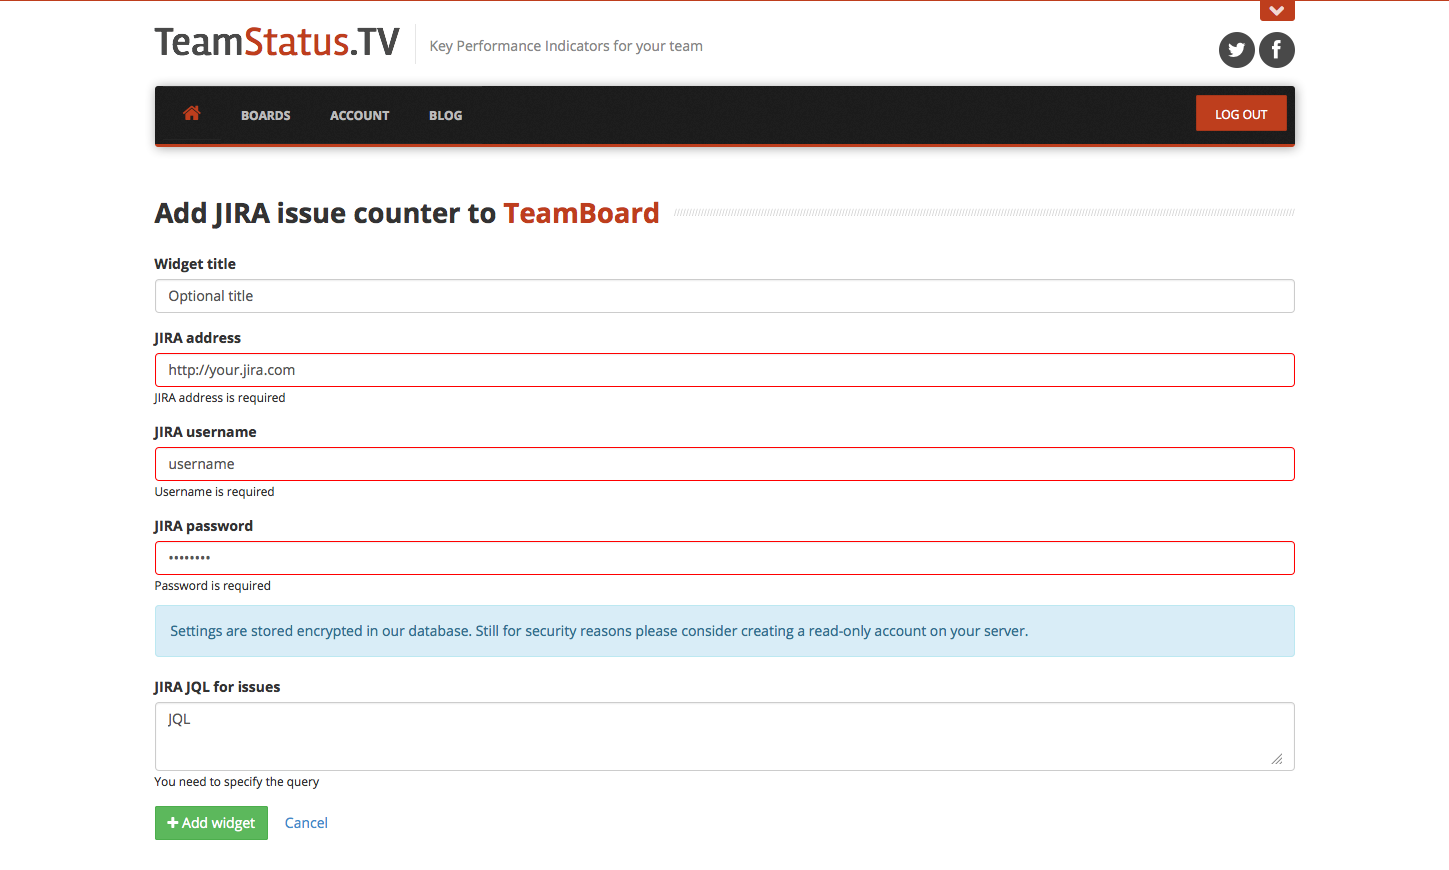 TeamStatus.TV
Key Performance Indicators for your team
BOARDS ACCOUNT BLOG LOG OUT
Add JIRA issue counter to TeamBoard
Widget title
Optional title
JIRA address
http://your.jira.com
JIRA address is required
JIRA username
username
Username is required
JIRA password
••••••••
Password is required
Settings are stored encrypted in our database. Still for security reasons please consider creating a read-only account on your server.
JIRA JQL for issues
JQL
You need to specify the query
Add widget Cancel